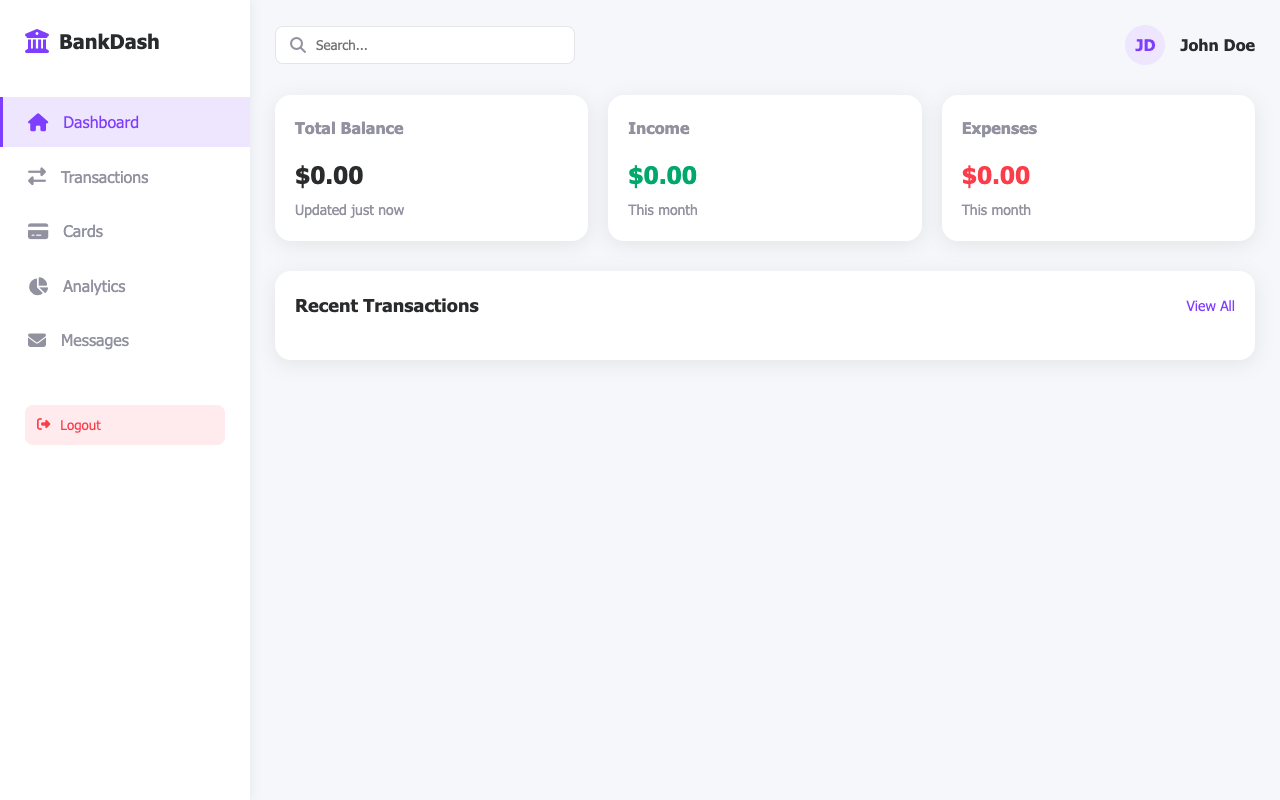 BankDash
Dashboard
Transactions
Cards
Analytics
Messages
Logout
Search...
JD
John Doe
Total Balance
$0.00
Updated just now
Income
$0.00
This month
Expenses
$0.00
This month
Recent Transactions
View All